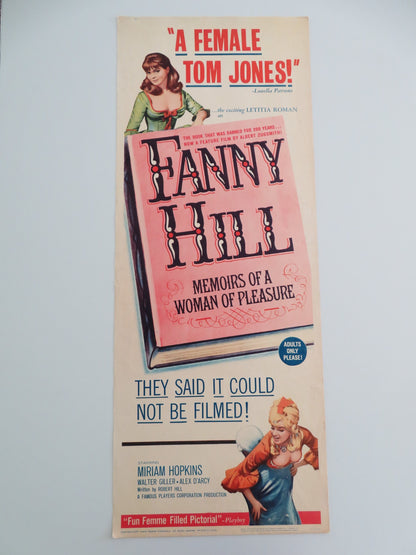 "A FEMALE
TOM JONES!"
-Louella Parsons
...the exciting LETITIA ROMAN
as
THE BOOK THAT WAS BANNED FOR 200 YEARS...
NOW A FEATURE FILM BY ALBERT ZUGSMITH!
FANNY
HILL
MEMOIRS OF A
WOMAN OF PLEASURE
ADULTS
ONLY
PLEASE!
THEY SAID IT COULD
NOT BE FILMED!
MIRIAM HOPKINS
WALTER GILLER • ALEX D'ARCY
Written by ROBERT HILL
A FAMOUS PLAYERS CORPORATION PRODUCTION
"Fun Femme Filled Pictorial" -Playboy